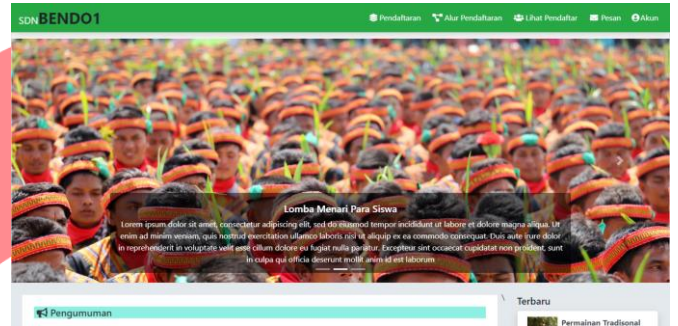 SDNBENDO1
Pendaftaran Alur Pendaftaran Lihat Pendaftar Pesan Akun
Lomba Menari Para Siswa
Lorem ipsum dolor sit amet, consectetur adipiscing elit, sed do eiusmod tempor incididunt ut labore et dolore magna aliqua. Ut
enim ad minim veniam, quis nostrud exercitation ullamco laboris nisi ut aliquip ex ea commodo consequat. Duis aute irure dolor
in reprehenderit in voluptate velit esse cillum dolore eu fugiat nulla pariatur. Excepteur sint occaecat cupidatat non proident, sunt
in culpa qui officia deserunt mollit anim id est laborum
Pengumuman
\
Terbaru
Permainan Tradisonal